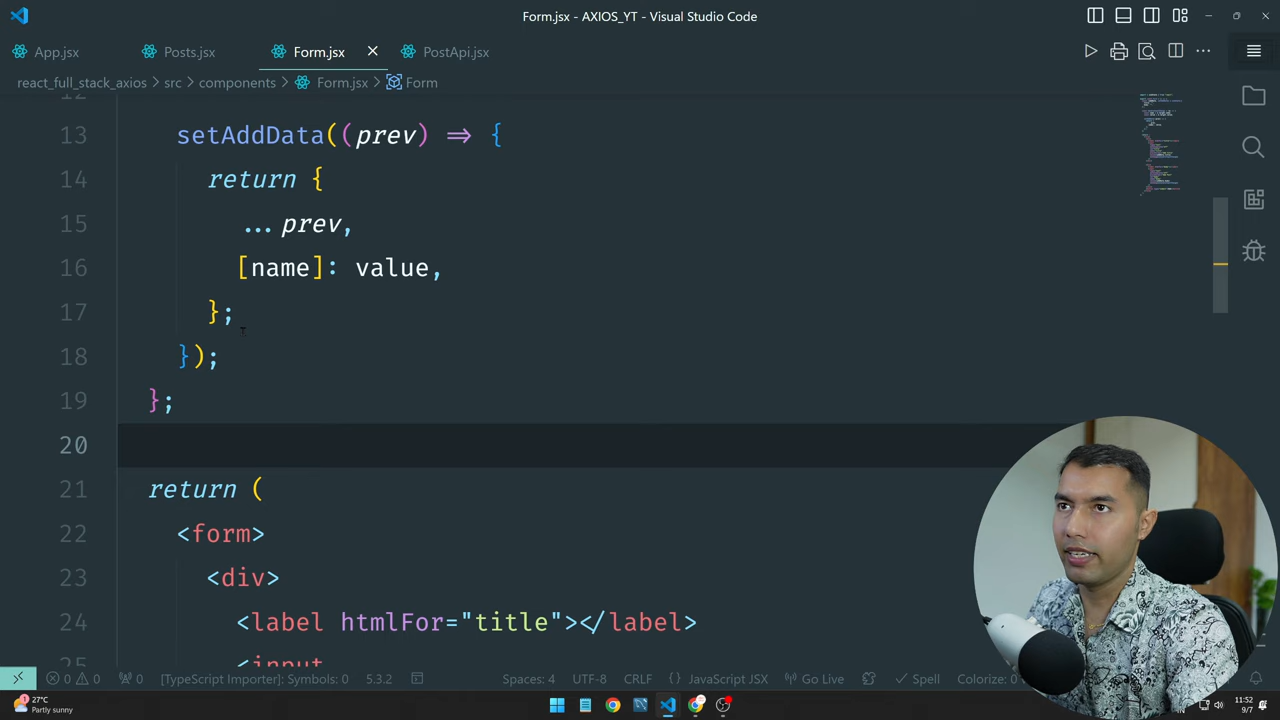 Form.jsx - AXIOS_YT - Visual Studio Code
App.jsx Posts.jsx Form.jsx PostApi.jsx
react_full_stack_axios > src > components > Form.jsx > Form
13 setAddData((prev) => {
14 return {
15 ...prev,
16 [name]: value,
17 };
18 });
19 };
20
21 return (
22 <form>
23 <div>
24 <label htmlFor="title"></label>
25 <input
0 0 0 [TypeScript Importer]: Symbols: 0 5.3.2 Spaces: 4 UTF-8 CRLF {} JavaScript JSX Go Live Spell Colorize: 0
27°C
Partly sunny
11:52
9/7